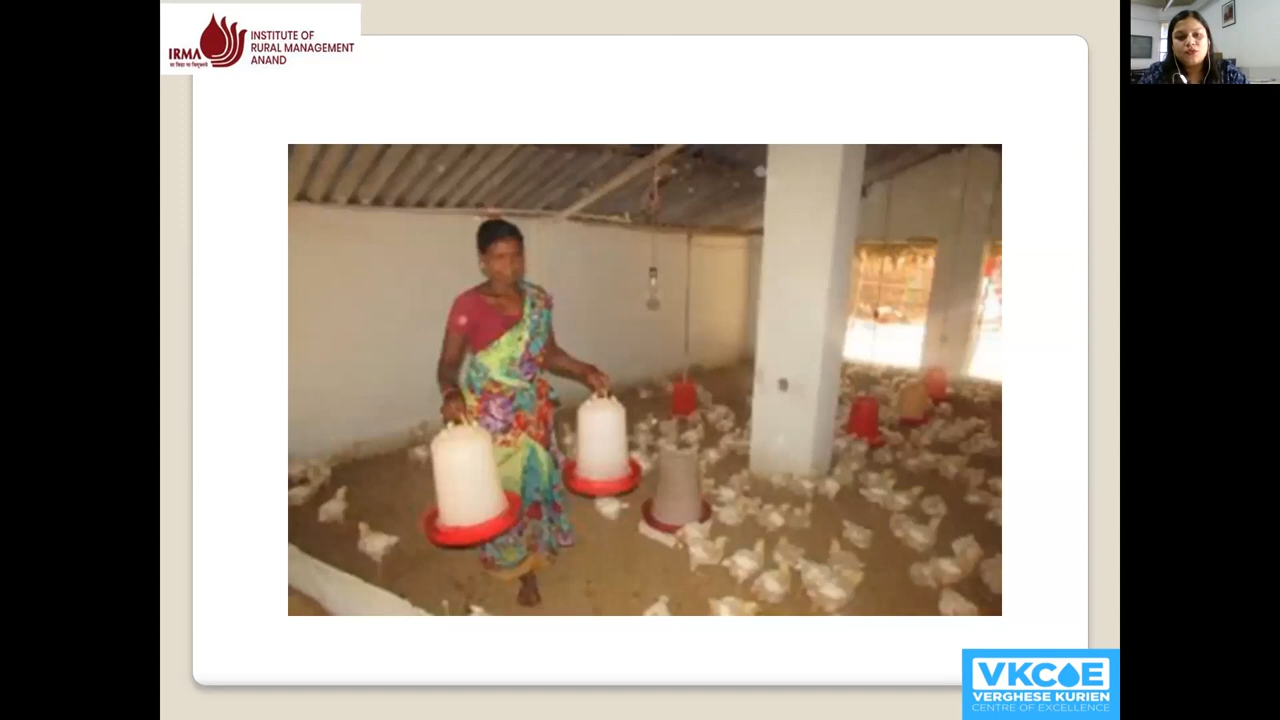 IRMA
INSTITUTE OF
RURAL MANAGEMENT
ANAND
VKCOE
VERGHESE KURIEN
CENTRE OF EXCELLENCE